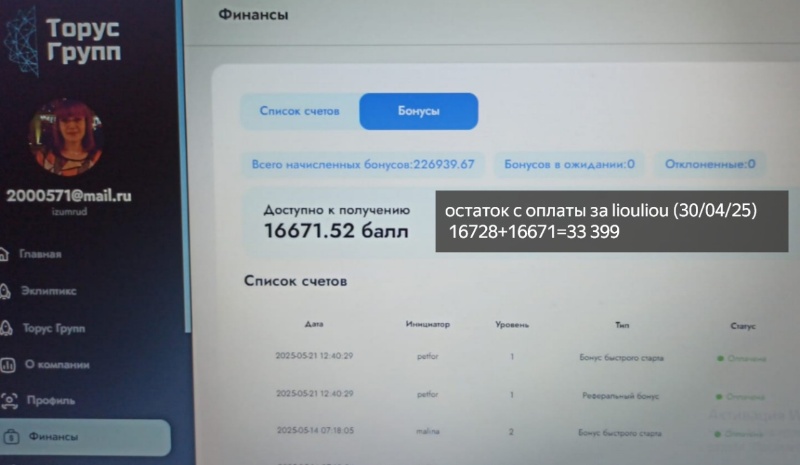 Финансы
Торус
Групп
2000571@mail.ru
izumrud
Главная
Эклиптикс
Торус Групп
О компании
Профиль
Финансы
Список счетов
Бонусы
Всего начисленных бонусов:226939.67
Бонусов в ожидании:0
Отклоненные:0
Доступно к получению
16671.52 балл
остаток с оплаты за liouliou (30/04/25)
16728+16671=33 399
Список счетов
Дата Инициатор Уровень Тип Статус
2025-05-21 12:40:29 petfor 1 Бонус быстрого старта Оплачено
2025-05-21 12:40:29 petfor 1 Реферальный бонус Оплачено
2025-05-14 07:18:05 malina 2 Бонус быстрого старта Оплачено